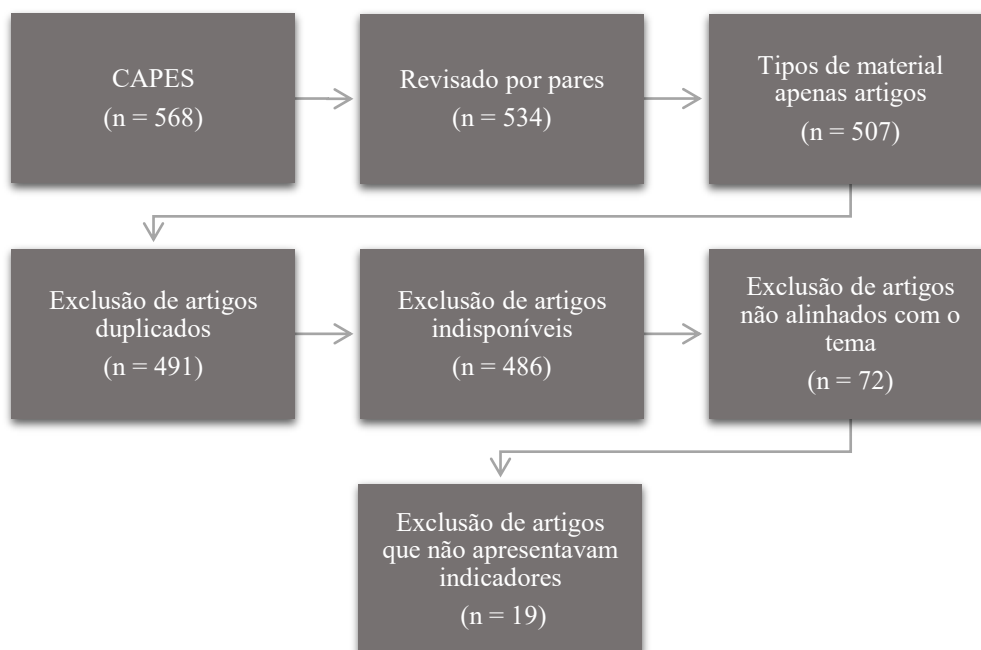 CAPES
(n = 568)
Revisado por pares
(n = 534)
Tipos de material
apenas artigos
(n = 507)
Exclusão de artigos
duplicados
(n = 491)
Exclusão de artigos
indisponíveis
(n = 486)
Exclusão de artigos
não alinhados com o
tema
(n = 72)
Exclusão de artigos
que não apresentavam
indicadores
(n = 19)